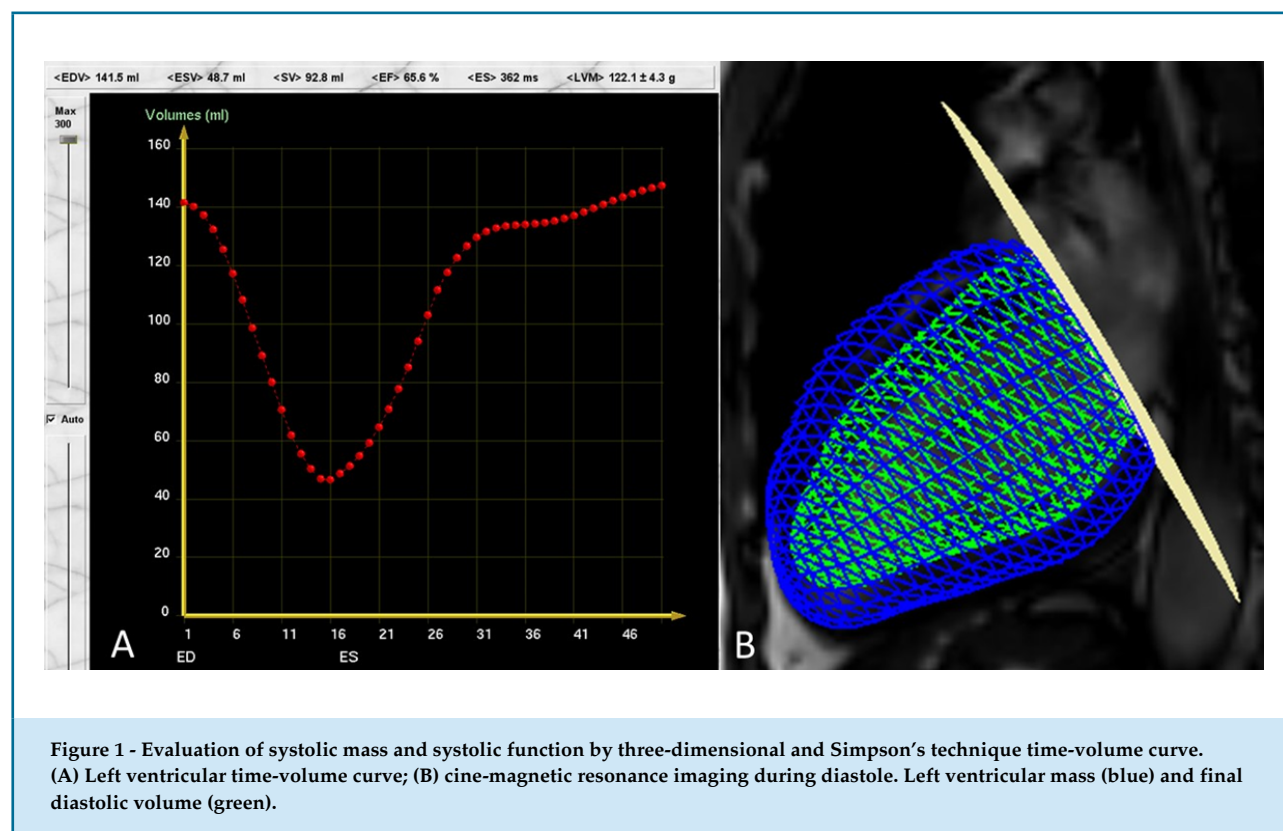 <EDV> 141.5 ml <ESV> 48.7 ml <SV> 92.8 ml <EF> 65.6 % <ES> 362 ms <LVM> 122.1 ± 4.3 g
Max
300
Auto
Volumes (ml)
160
140
120
100
80
60
40
20
0
1 6 11 16 21 26 31 36 41 46
ED ES
A
B
Figure 1 - Evaluation of systolic mass and systolic function by three-dimensional and Simpson's technique time-volume curve.
(A) Left ventricular time-volume curve; (B) cine-magnetic resonance imaging during diastole. Left ventricular mass (blue) and final
diastolic volume (green).